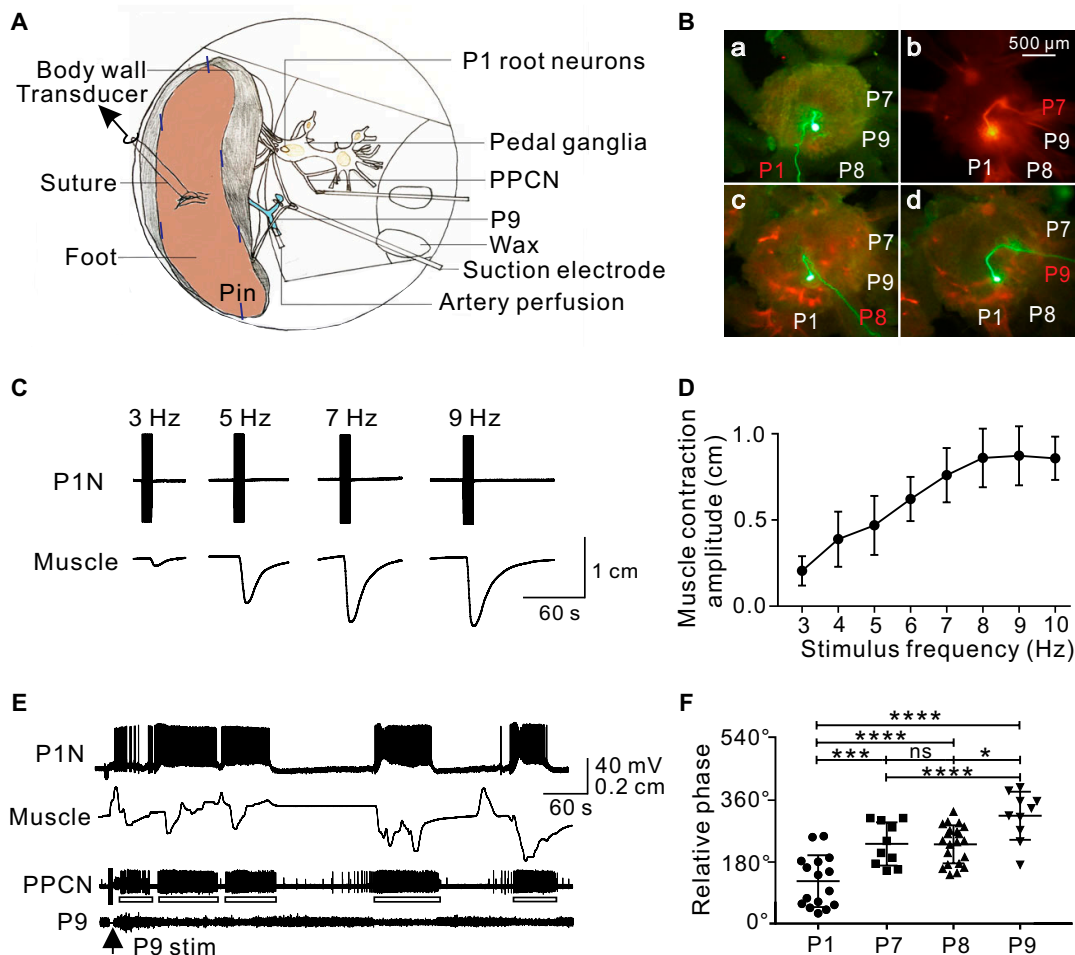 A
Body wall
Transducer
Suture
Foot
Pin
P1 root neurons
Pedal ganglia
PPCN
P9
Wax
Suction electrode
Artery perfusion
B
a
P7
P9
P1
P8
b
500 μm
P7
P9
P1
P8
c
P7
P9
P1
P8
d
P7
P9
P1
P8
C
3 Hz
5 Hz
7 Hz
9 Hz
P1N
Muscle
1 cm
60 s
D
Muscle contraction
amplitude (cm)
1.0
0.5
0.0
3 4 5 6 7 8 9 10
Stimulus frequency (Hz)
E
P1N
40 mV
0.2 cm
60 s
Muscle
PPCN
P9
P9 stim
F
****
****
*** ns *
****
Relative phase
540°
360°
180°
0°
P1 P7 P8 P9